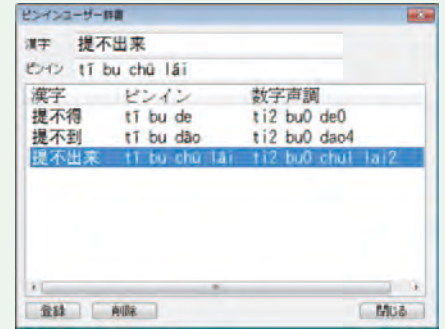 ピンインユーザー辞書
漢字 提不出来
ピンイン tí bu chū lái
漢字 ピンイン 数字声調
提不得 tí bu de ti2 bu0 de0
提不到 tí bu dào ti2 bu0 dao4
提不出来 tí bu chū lái ti2 bu0 chu1 lai2
登録 削除 閉じる